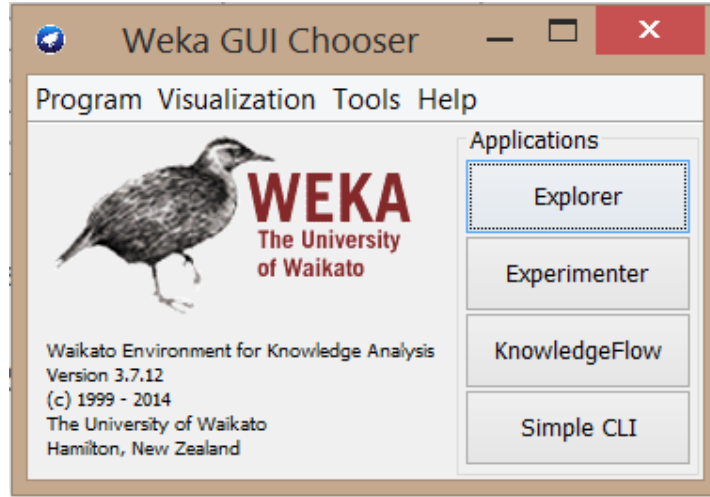 Weka GUI Chooser
Program Visualization Tools Help
WEKA
The University
of Waikato
Waikato Environment for Knowledge Analysis
Version 3.7.12
(c) 1999 - 2014
The University of Waikato
Hamilton, New Zealand
Applications
Explorer
Experimenter
KnowledgeFlow
Simple CLI